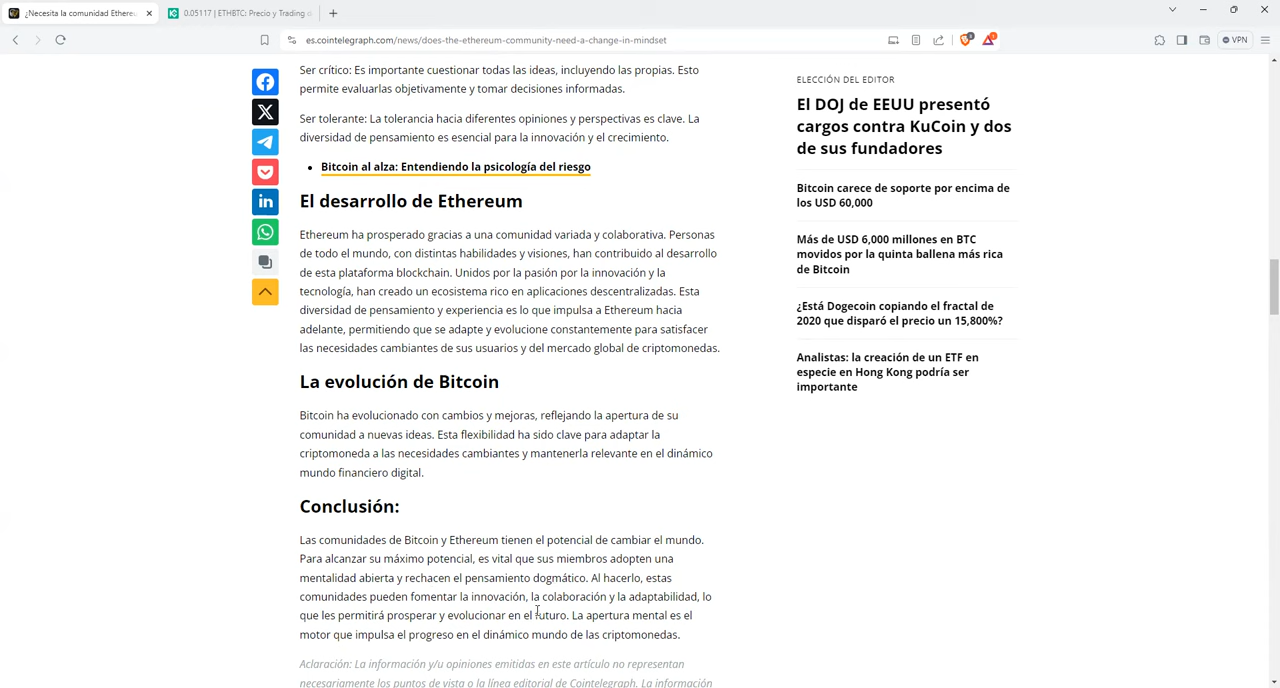 ¿Necesita la comunidad Ethere
0.05117 | ETHBTC: Precio y Trading d
es.cointelegraph.com/news/does-the-ethereum-community-need-a-change-in-mindset
VPN
Ser crítico: Es importante cuestionar todas las ideas, incluyendo las propias. Esto
permite evaluarlas objetivamente y tomar decisiones informadas.
Ser tolerante: La tolerancia hacia diferentes opiniones y perspectivas es clave. La
diversidad de pensamiento es esencial para la innovación y el crecimiento.
• Bitcoin al alza: Entendiendo la psicología del riesgo
El desarrollo de Ethereum
Ethereum ha prosperado gracias a una comunidad variada y colaborativa. Personas
de todo el mundo, con distintas habilidades y visiones, han contribuido al desarrollo
de esta plataforma blockchain. Unidos por la pasión por la innovación y la
tecnología, han creado un ecosistema rico en aplicaciones descentralizadas. Esta
diversidad de pensamiento y experiencia es lo que impulsa a Ethereum hacia
adelante, permitiendo que se adapte y evolucione constantemente para satisfacer
las necesidades cambiantes de sus usuarios y del mercado global de criptomonedas.
La evolución de Bitcoin
Bitcoin ha evolucionado con cambios y mejoras, reflejando la apertura de su
comunidad a nuevas ideas. Esta flexibilidad ha sido clave para adaptar la
criptomoneda a las necesidades cambiantes y mantenerla relevante en el dinámico
mundo financiero digital.
Conclusión:
Las comunidades de Bitcoin y Ethereum tienen el potencial de cambiar el mundo.
Para alcanzar su máximo potencial, es vital que sus miembros adopten una
mentalidad abierta y rechacen el pensamiento dogmático. Al hacerlo, estas
comunidades pueden fomentar la innovación, la colaboración y la adaptabilidad, lo
que les permitirá prosperar y evolucionar en el futuro. La apertura mental es el
motor que impulsa el progreso en el dinámico mundo de las criptomonedas.
Aclaración: La información y/u opiniones emitidas en este artículo no representan
necesariamente los puntos de vista o la línea editorial de Cointelegraph. La información
ELECCIÓN DEL EDITOR
El DOJ de EEUU presentó
cargos contra KuCoin y dos
de sus fundadores
Bitcoin carece de soporte por encima de
los USD 60,000
Más de USD 6,000 millones en BTC
movidos por la quinta ballena más rica
de Bitcoin
¿Está Dogecoin copiando el fractal de
2020 que disparó el precio un 15,800%?
Analistas: la creación de un ETF en
especie en Hong Kong podría ser
importante